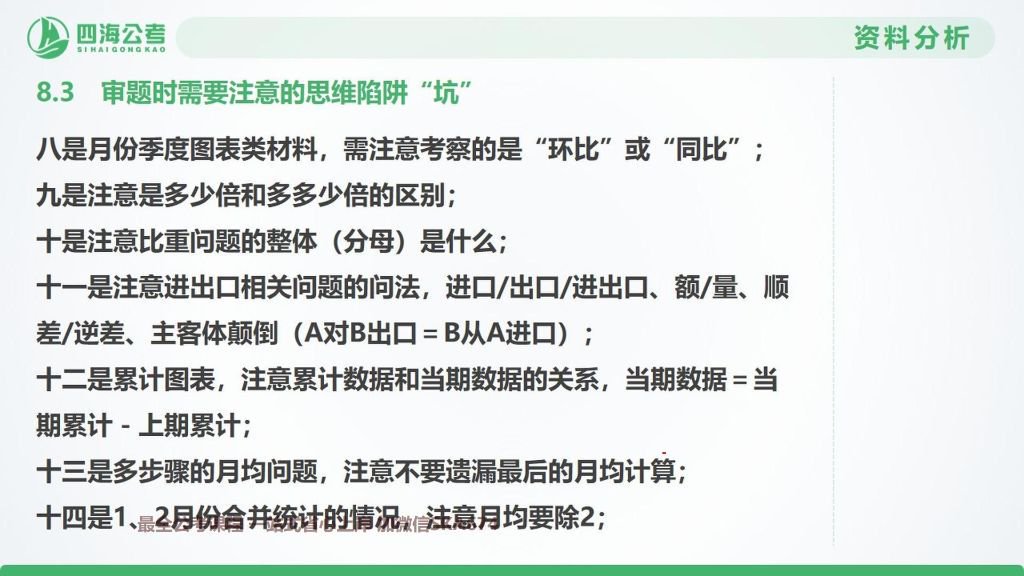 四海公考
SIHAIGONGKAO
资料分析
8.3 审题时需要注意的思维陷阱“坑”
八是月份季度图表类材料，需注意考察的是“环比”或“同比”；
九是注意是多少倍和多多少倍的区别；
十是注意比重问题的整体（分母）是什么；
十一是注意进出口相关问题的问法，进口/出口/进出口、额/量、顺
差/逆差、主客体颠倒（A对B出口＝B从A进口）；
十二是累计图表，注意累计数据和当期数据的关系，当期数据＝当
期累计－上期累计；
十三是多步骤的月均问题，注意不要遗漏最后的月均计算；
十四是1、2月份合并统计的情况，注意月均要除2；